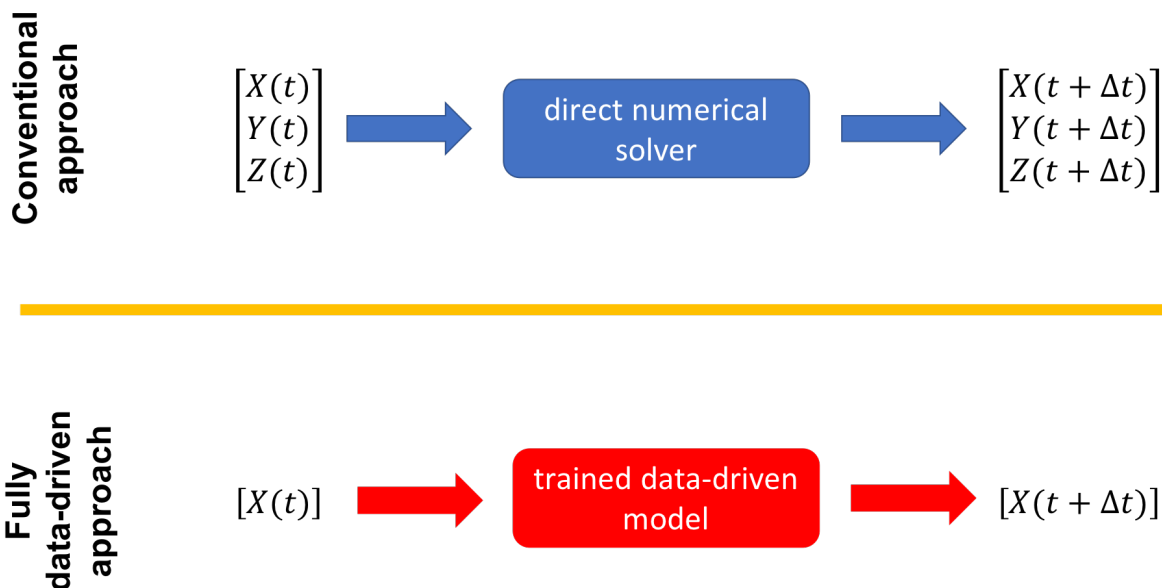 Conventional
approach
[X(t)
Y(t)
Z(t)]
direct numerical
solver
[X(t + Δt)
Y(t + Δt)
Z(t + Δt)]
Fully
data-driven
approach
[X(t)]
trained data-driven
model
[X(t + Δt)]